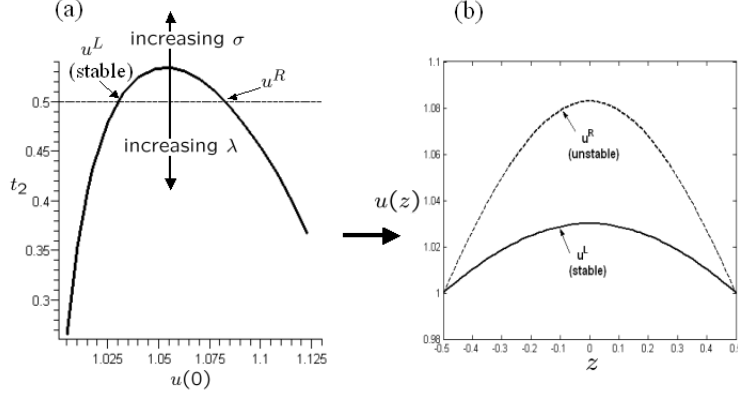 (a)
increasing σ
u^L
(stable)
u^R
0.5
0.45
increasing λ
t₂
0.4
0.35
0.3
1.025 1.05 1.075 1.1 1.125
u(0)
(b)
1.1
1.08
u^R
(unstable)
1.06
u(z)
1.04
1.02
u^L
(stable)
1
0.98
-0.5 -0.4 -0.3 -0.2 -0.1 0 0.1 0.2 0.3 0.4 0.5
z